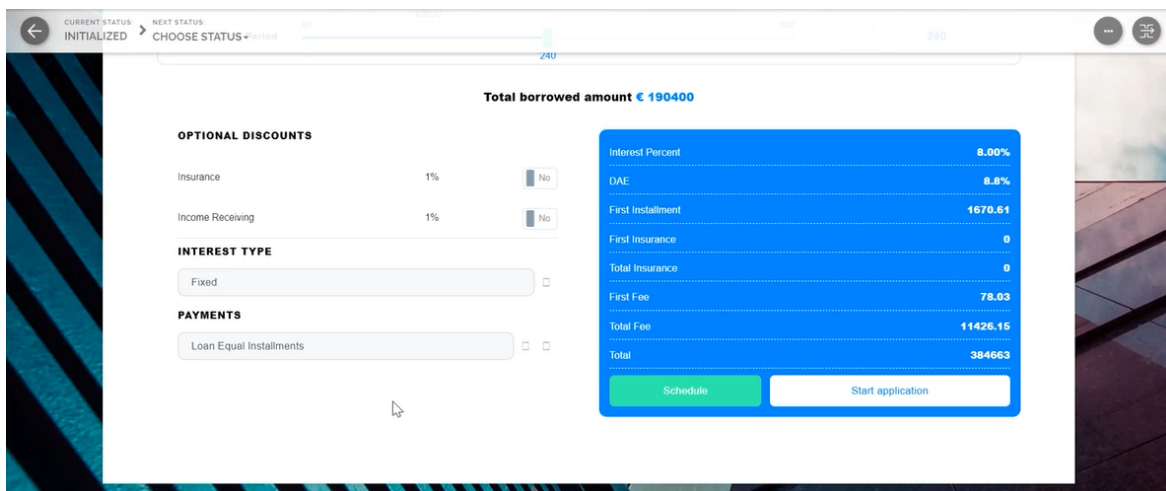 CURRENT STATUS:
INITIALIZED
NEXT STATUS:
CHOOSE STATUS
Period
240
240
Total borrowed amount € 190400
OPTIONAL DISCOUNTS
Insurance 1% No
Income Receiving 1% No
INTEREST TYPE
Fixed
PAYMENTS
Loan Equal Installments
Interest Percent 8.00%
DAE 8.8%
First Installment 1670.61
First Insurance 0
Total Insurance 0
First Fee 78.03
Total Fee 11426.15
Total 384663
Schedule
Start application